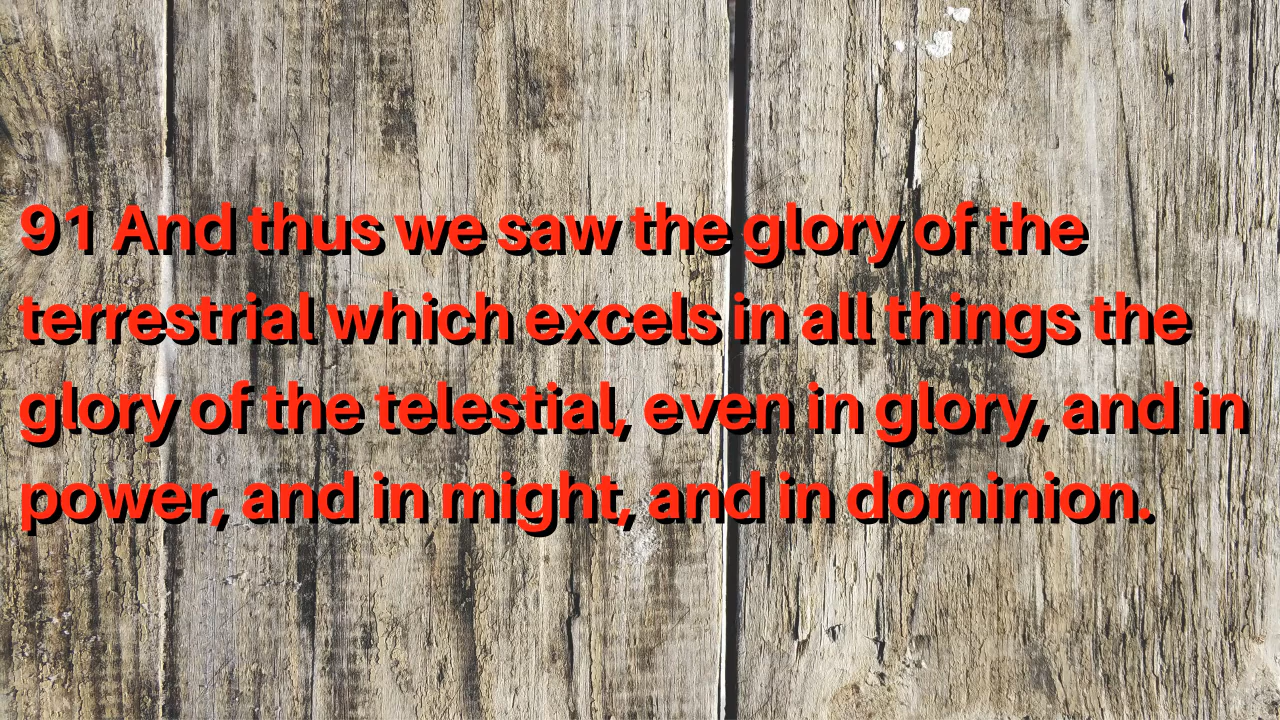 91 And thus we saw the glory of the
terrestrial which excels in all things the
glory of the telestial, even in glory, and in
power, and in might, and in dominion.